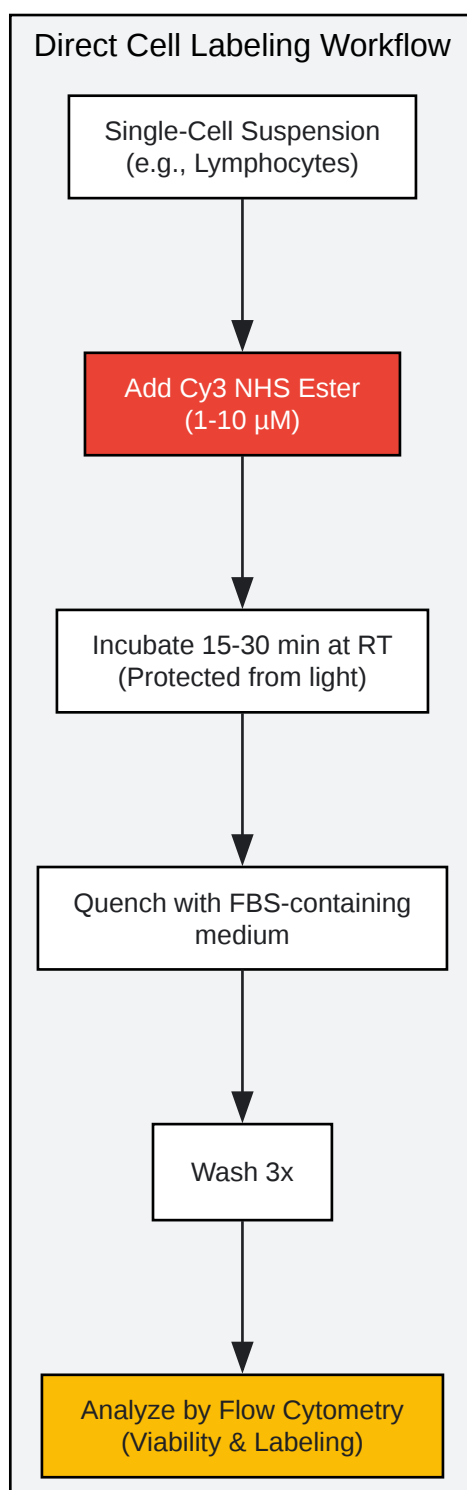 Direct Cell Labeling Workflow
Single-Cell Suspension
(e.g., Lymphocytes)
Add Cy3 NHS Ester
(1-10 µM)
Incubate 15-30 min at RT
(Protected from light)
Quench with FBS-containing
medium
Wash 3x
Analyze by Flow Cytometry
(Viability & Labeling)